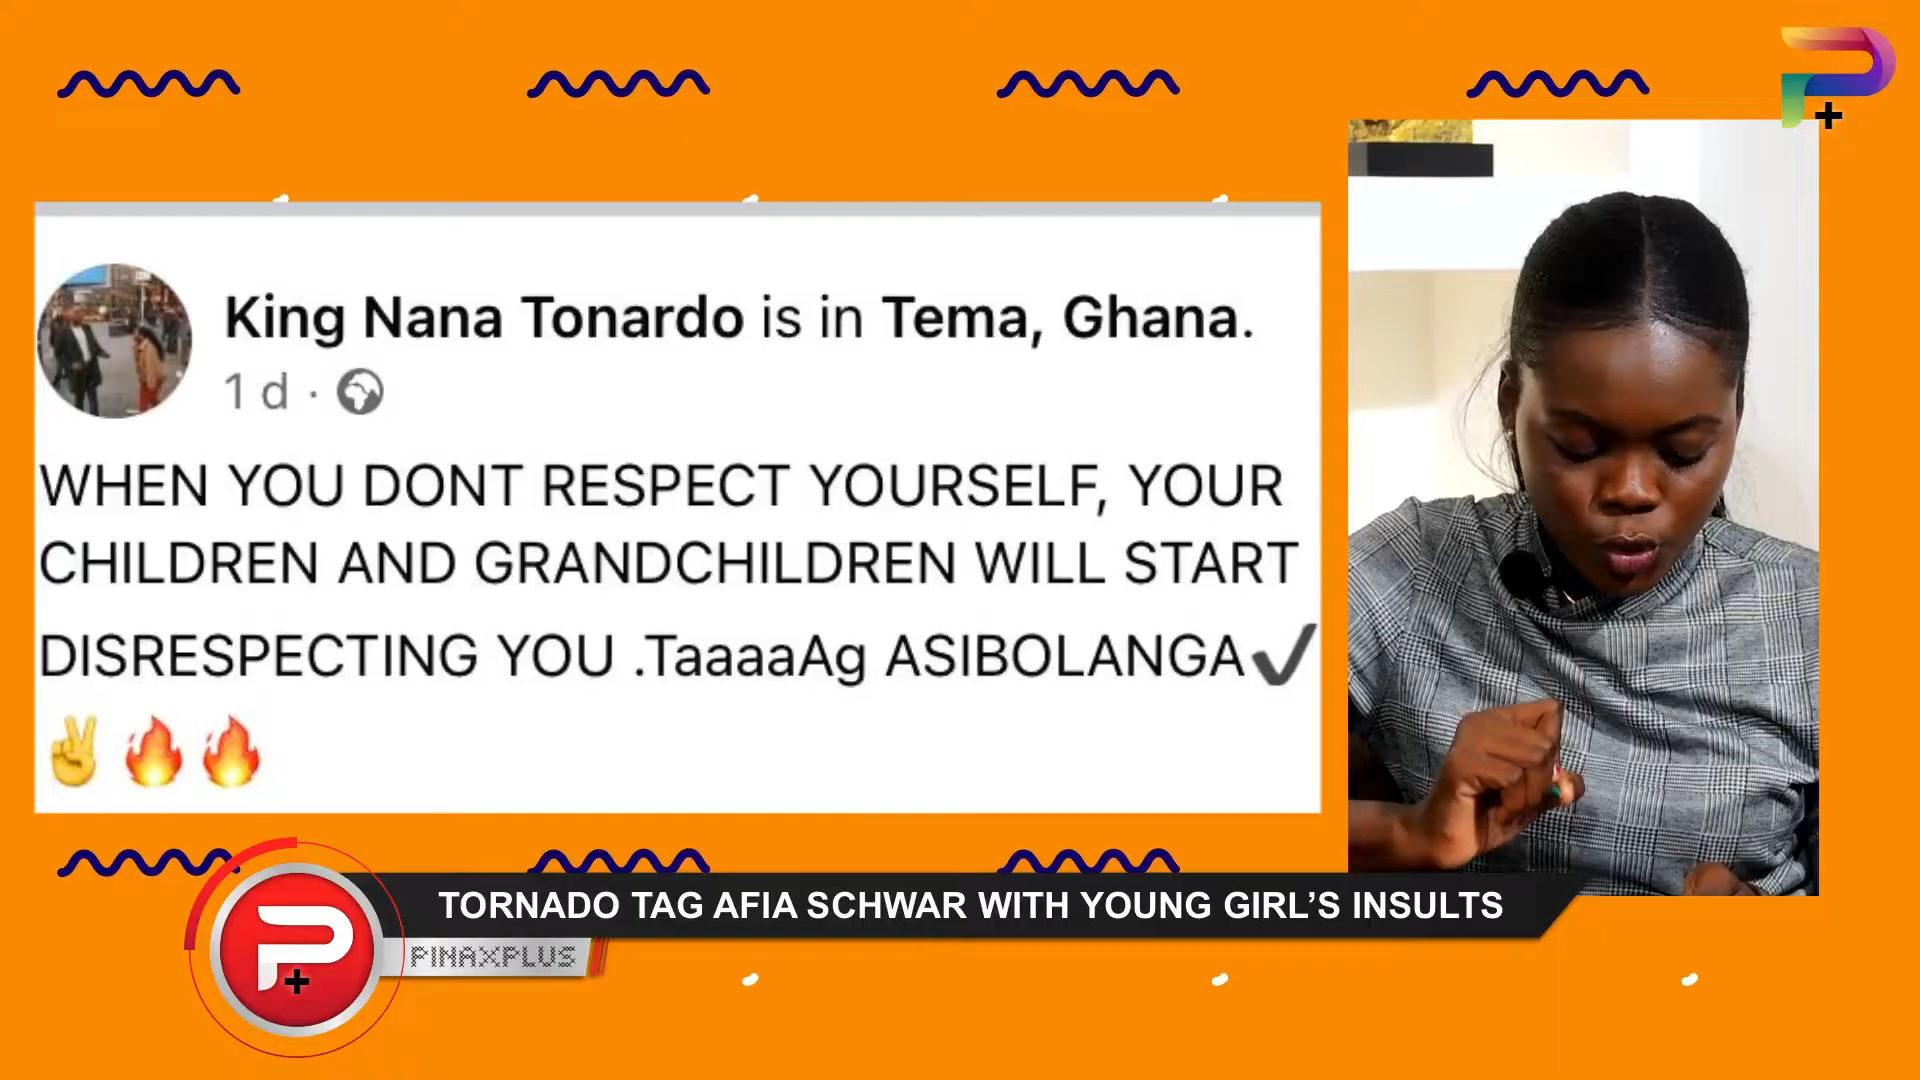 King Nana Tonardo is in Tema, Ghana.
1 d ·
WHEN YOU DONT RESPECT YOURSELF, YOUR
CHILDREN AND GRANDCHILDREN WILL START
DISRESPECTING YOU .TaaaaAg ASIBOLANGA✔
✌🔥🔥
TORNADO TAG AFIA SCHWAR WITH YOUNG GIRL’S INSULTS
PINAXPLUS
P+
P+